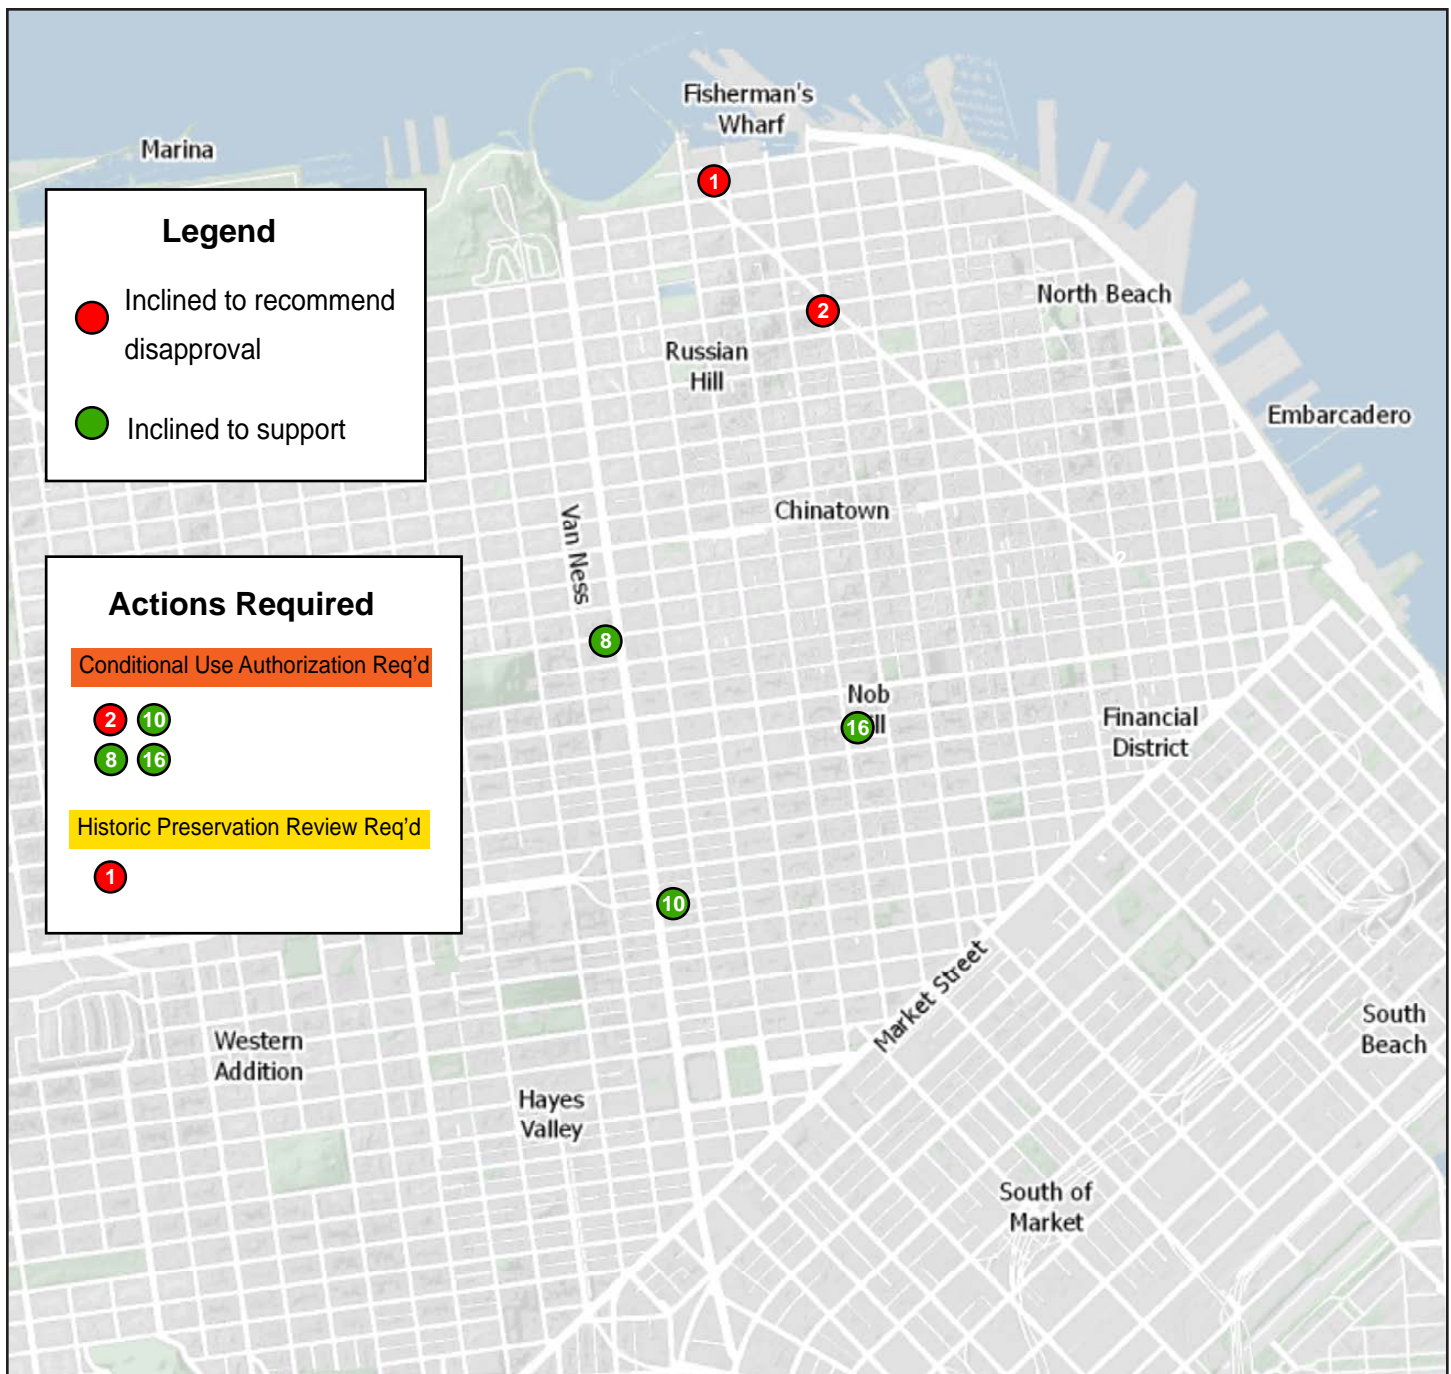 Fisherman's
Wharf
Marina
1
Legend
Inclined to recommend
disapproval
Inclined to support
2
North Beach
Russian
Hill
Embarcadero
Chinatown
Van Ness
Actions Required
Conditional Use Authorization Req'd
2 10
8 16
Historic Preservation Review Req'd
1
8
Nob
16 ll
Financial
District
10
Market Street
South
Beach
Western
Addition
Hayes
Valley
South of
Market